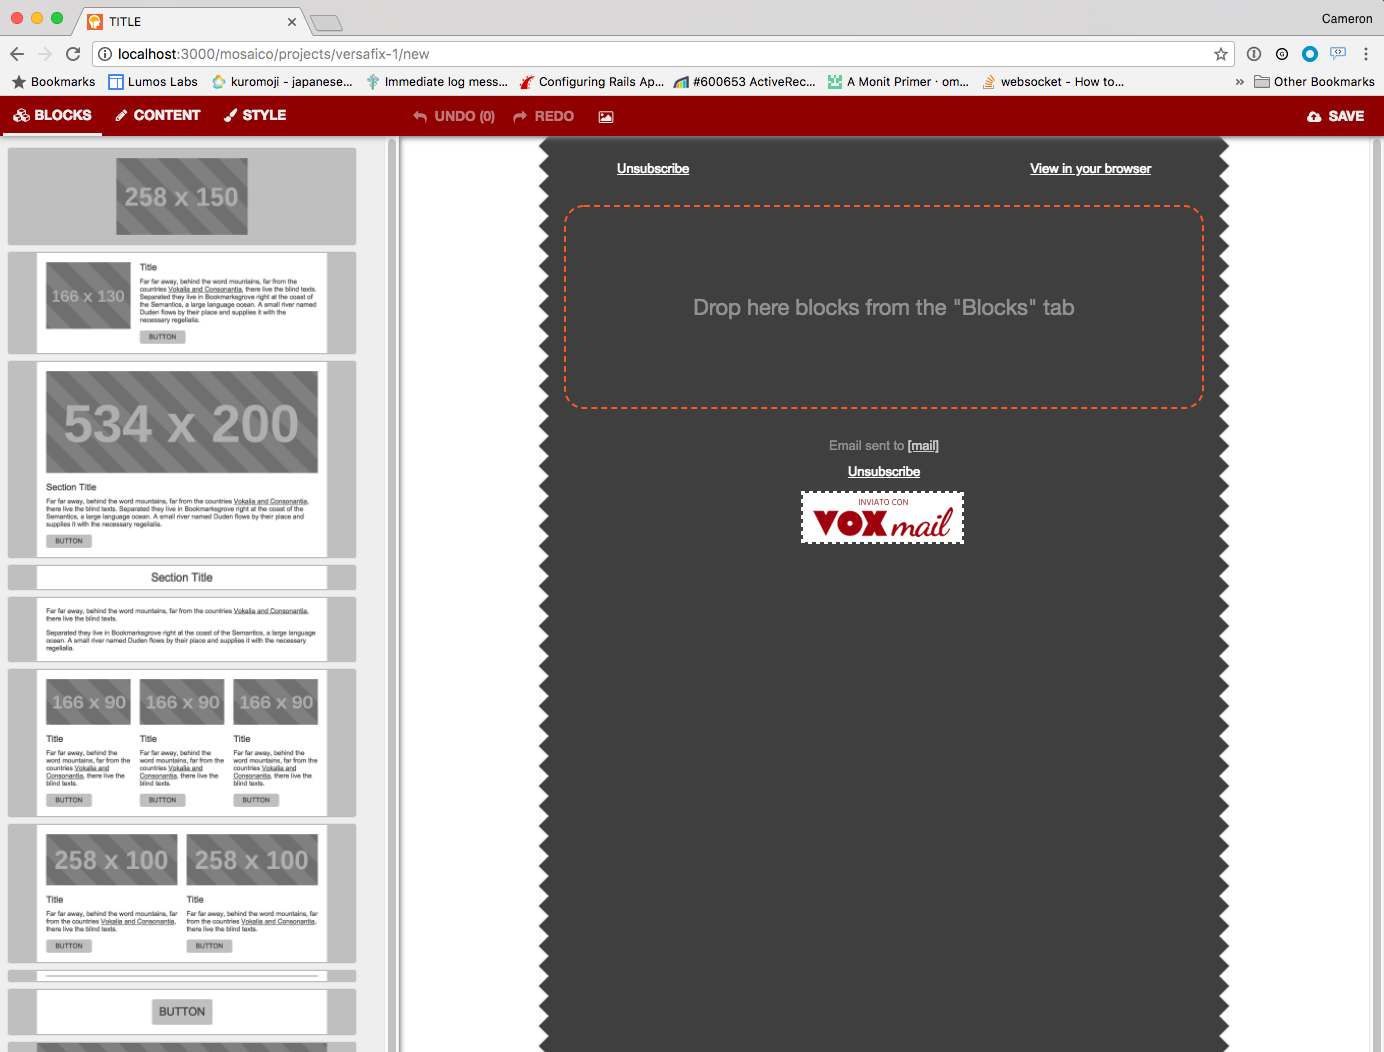 TITLE
Cameron
localhost:3000/mosaico/projects/versafix-1/new
Bookmarks
Lumos Labs
kuromoji - japanese...
Immediate log mess...
Configuring Rails Ap...
#600653 ActiveRec...
A Monit Primer · om...
websocket - How to...
»
Other Bookmarks
BLOCKS
CONTENT
STYLE
UNDO (0)
REDO
SAVE
258 x 150
166 x 130
Title
Far far away, behind the word mountains, far from the
countries Vokalia and Consonantia, there live the blind texts.
Separated they live in Bookmarksgrove right at the coast of
the Semantics, a large language ocean. A small river named
Duden flows by their place and supplies it with the
necessary regelialia.
BUTTON
534 x 200
Section Title
Far far away, behind the word mountains, far from the countries Vokalia and Consonantia,
there live the blind texts. Separated they live in Bookmarksgrove right at the coast of the
Semantics, a large language ocean. A small river named Duden flows by their place and
supplies it with the necessary regelialia.
BUTTON
Section Title
Far far away, behind the word mountains, far from the countries Vokalia and Consonantia,
there live the blind texts.
Separated they live in Bookmarksgrove right at the coast of the Semantics, a large language
ocean. A small river named Duden flows by their place and supplies it with the necessary
regelialia.
166 x 90
Title
Far far away, behind the
word mountains, far from the
countries Vokalia and
Consonantia, there live the
blind texts.
BUTTON
166 x 90
Title
Far far away, behind the
word mountains, far from the
countries Vokalia and
Consonantia, there live the
blind texts.
BUTTON
166 x 90
Title
Far far away, behind the
word mountains, far from the
countries Vokalia and
Consonantia, there live the
blind texts.
BUTTON
258 x 100
Title
Far far away, behind the word mountains, far
from the countries Vokalia and Consonantia,
there live the blind texts.
BUTTON
258 x 100
Title
Far far away, behind the word mountains, far
from the countries Vokalia and Consonantia,
there live the blind texts.
BUTTON
BUTTON
Unsubscribe
View in your browser
Drop here blocks from the "Blocks" tab
Email sent to [mail]
Unsubscribe
INVIATO CON
VOXmail